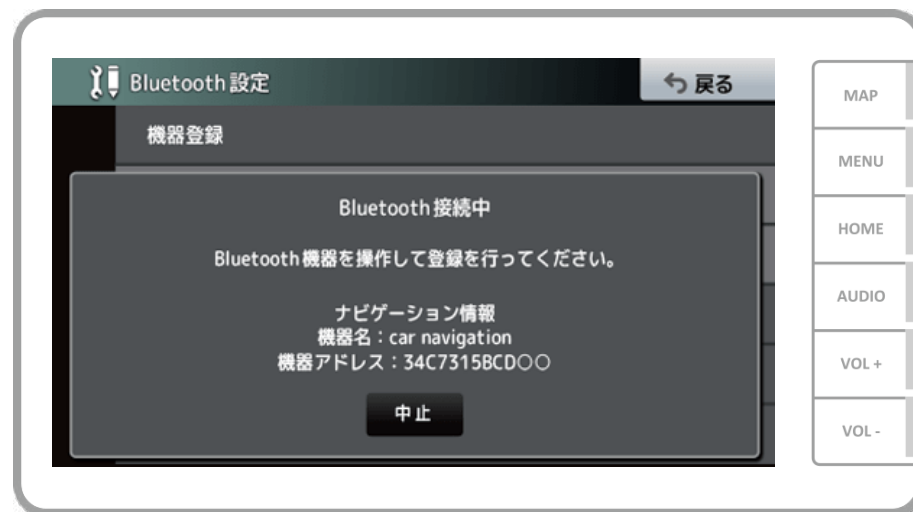 Bluetooth設定
戻る
機器登録
Bluetooth接続中
Bluetooth機器を操作して登録を行ってください。
ナビゲーション情報
機器名：car navigation
機器アドレス：34C7315BCD〇〇
中止
MAP
MENU
HOME
AUDIO
VOL +
VOL -